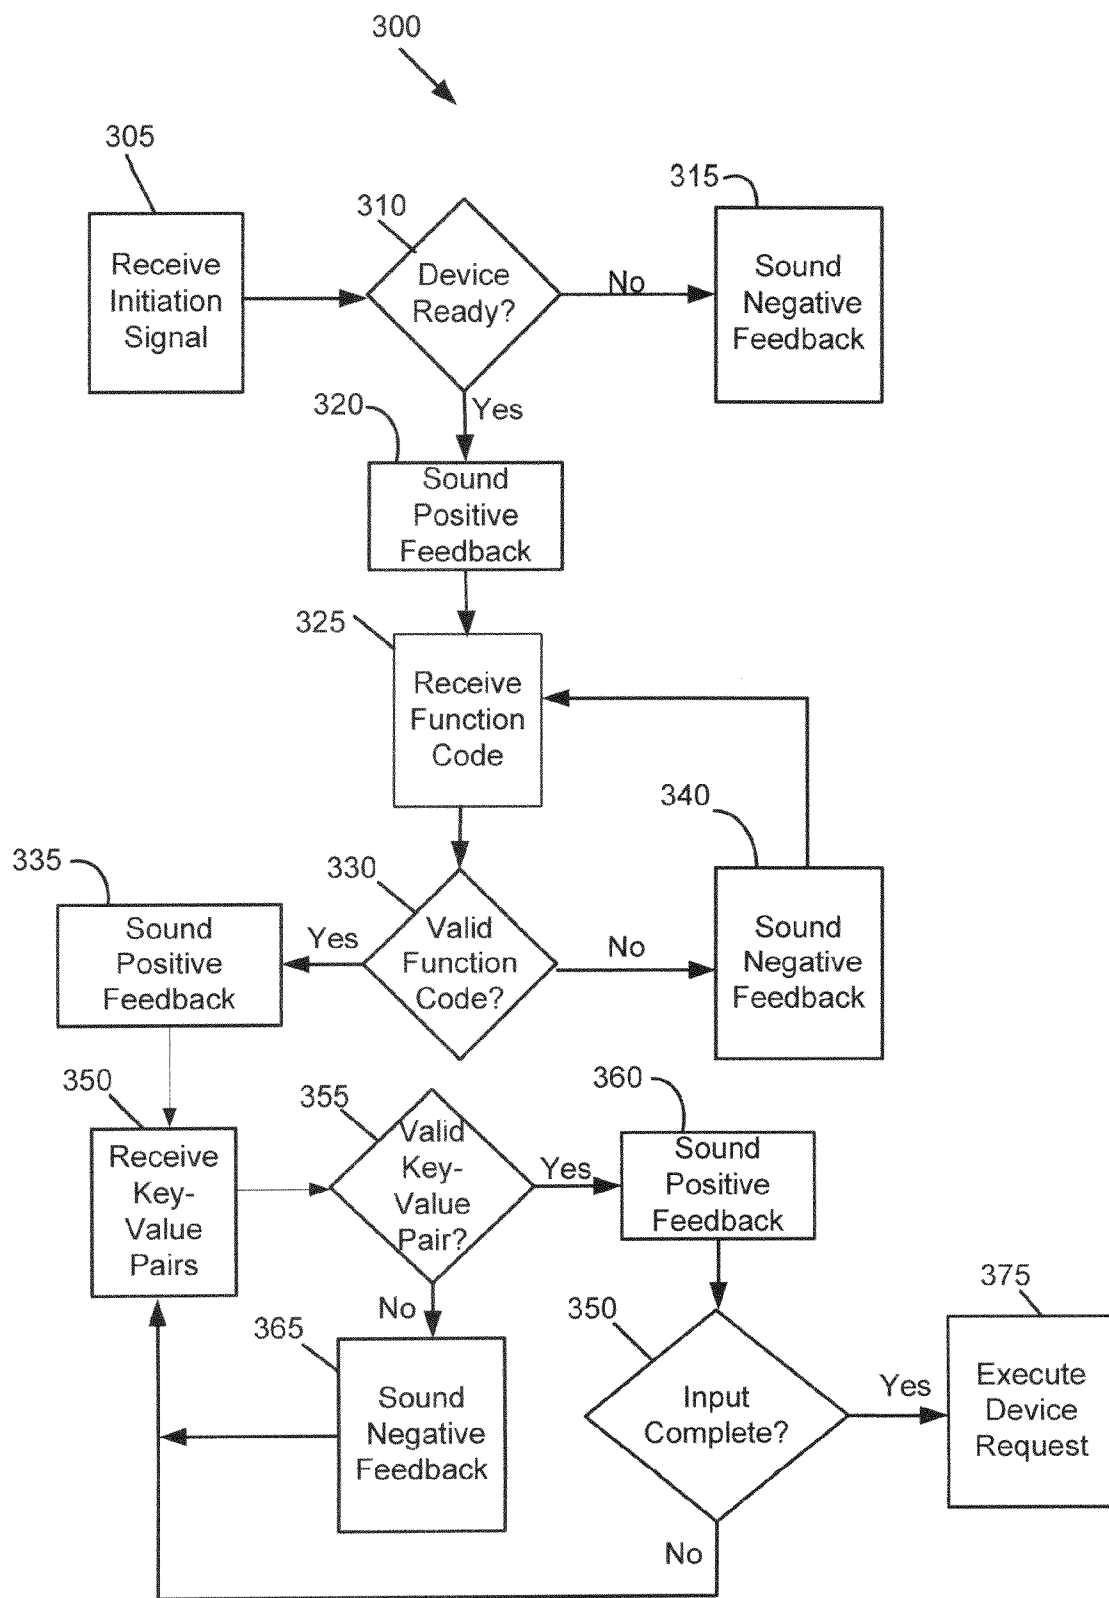 300
305
310
315
Receive
Initiation
Signal
Device
Ready?
No
Sound
Negative
Feedback
Yes
320
Sound
Positive
Feedback
325
Receive
Function
Code
340
335
330
Sound
Positive
Feedback
Yes
Valid
Function
Code?
No
Sound
Negative
Feedback
350
355
360
Receive
Key-
Value
Pairs
Valid
Key-
Value
Pair?
Yes
Sound
Positive
Feedback
No
365
350
375
Sound
Negative
Feedback
Input
Complete?
Yes
Execute
Device
Request
No